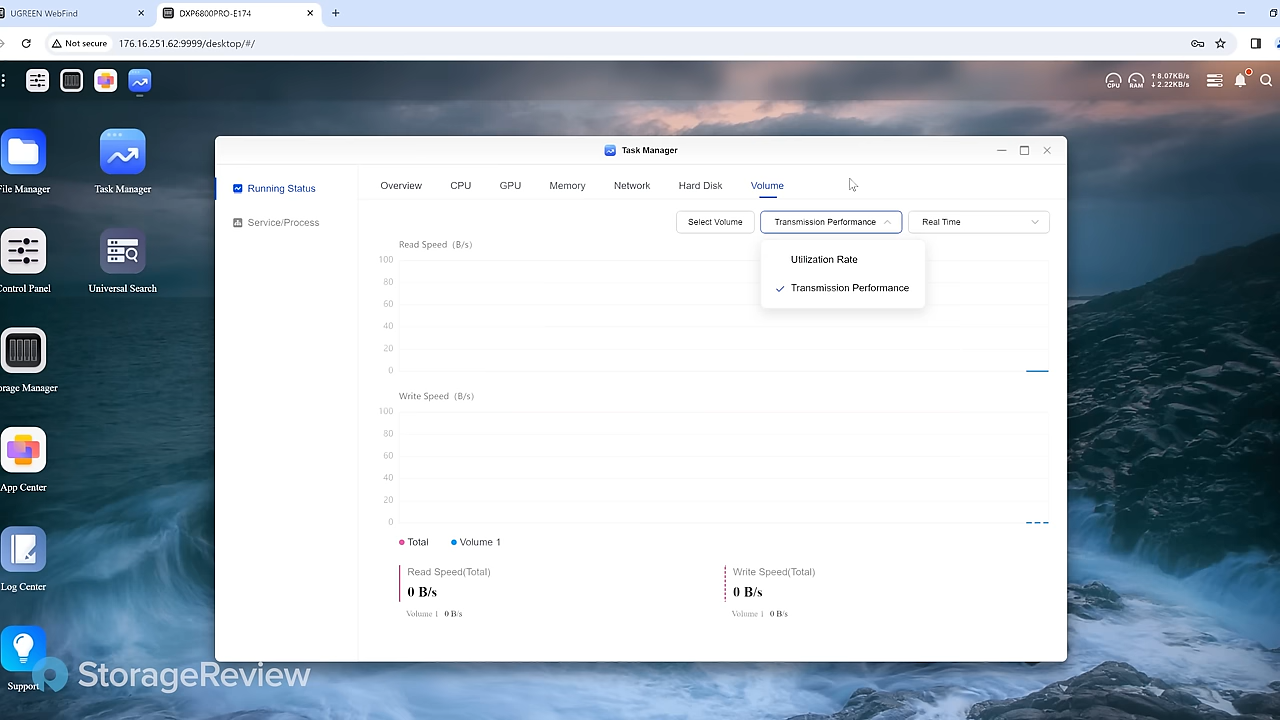 UGREEN WebFind
DXP6800PRO-E174
Not secure
176.16.251.62:9999/desktop/#/
CPU
RAM
↑ 8.07KB/s
↓ 2.22KB/s
File Manager
Task Manager
Control Panel
Universal Search
orage Manager
App Center
Log Center
Support
Task Manager
Running Status
Service/Process
Overview CPU GPU Memory Network Hard Disk Volume
Select Volume Transmission Performance Real Time
Utilization Rate
Transmission Performance
Read Speed (B/s)
100
80
60
40
20
0
Write Speed (B/s)
100
80
60
40
20
0
Total Volume 1
Read Speed(Total)
0 B/s
Volume 1 0 B/s
Write Speed(Total)
0 B/s
Volume 1 0 B/s
StorageReview